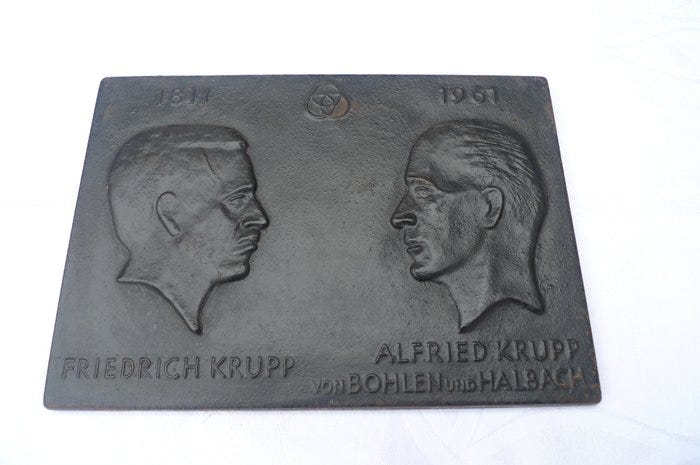 1811 1961
FRIEDRICH KRUPP
ALFRIED KRUPP
VON BOHLEN UND HALBACH